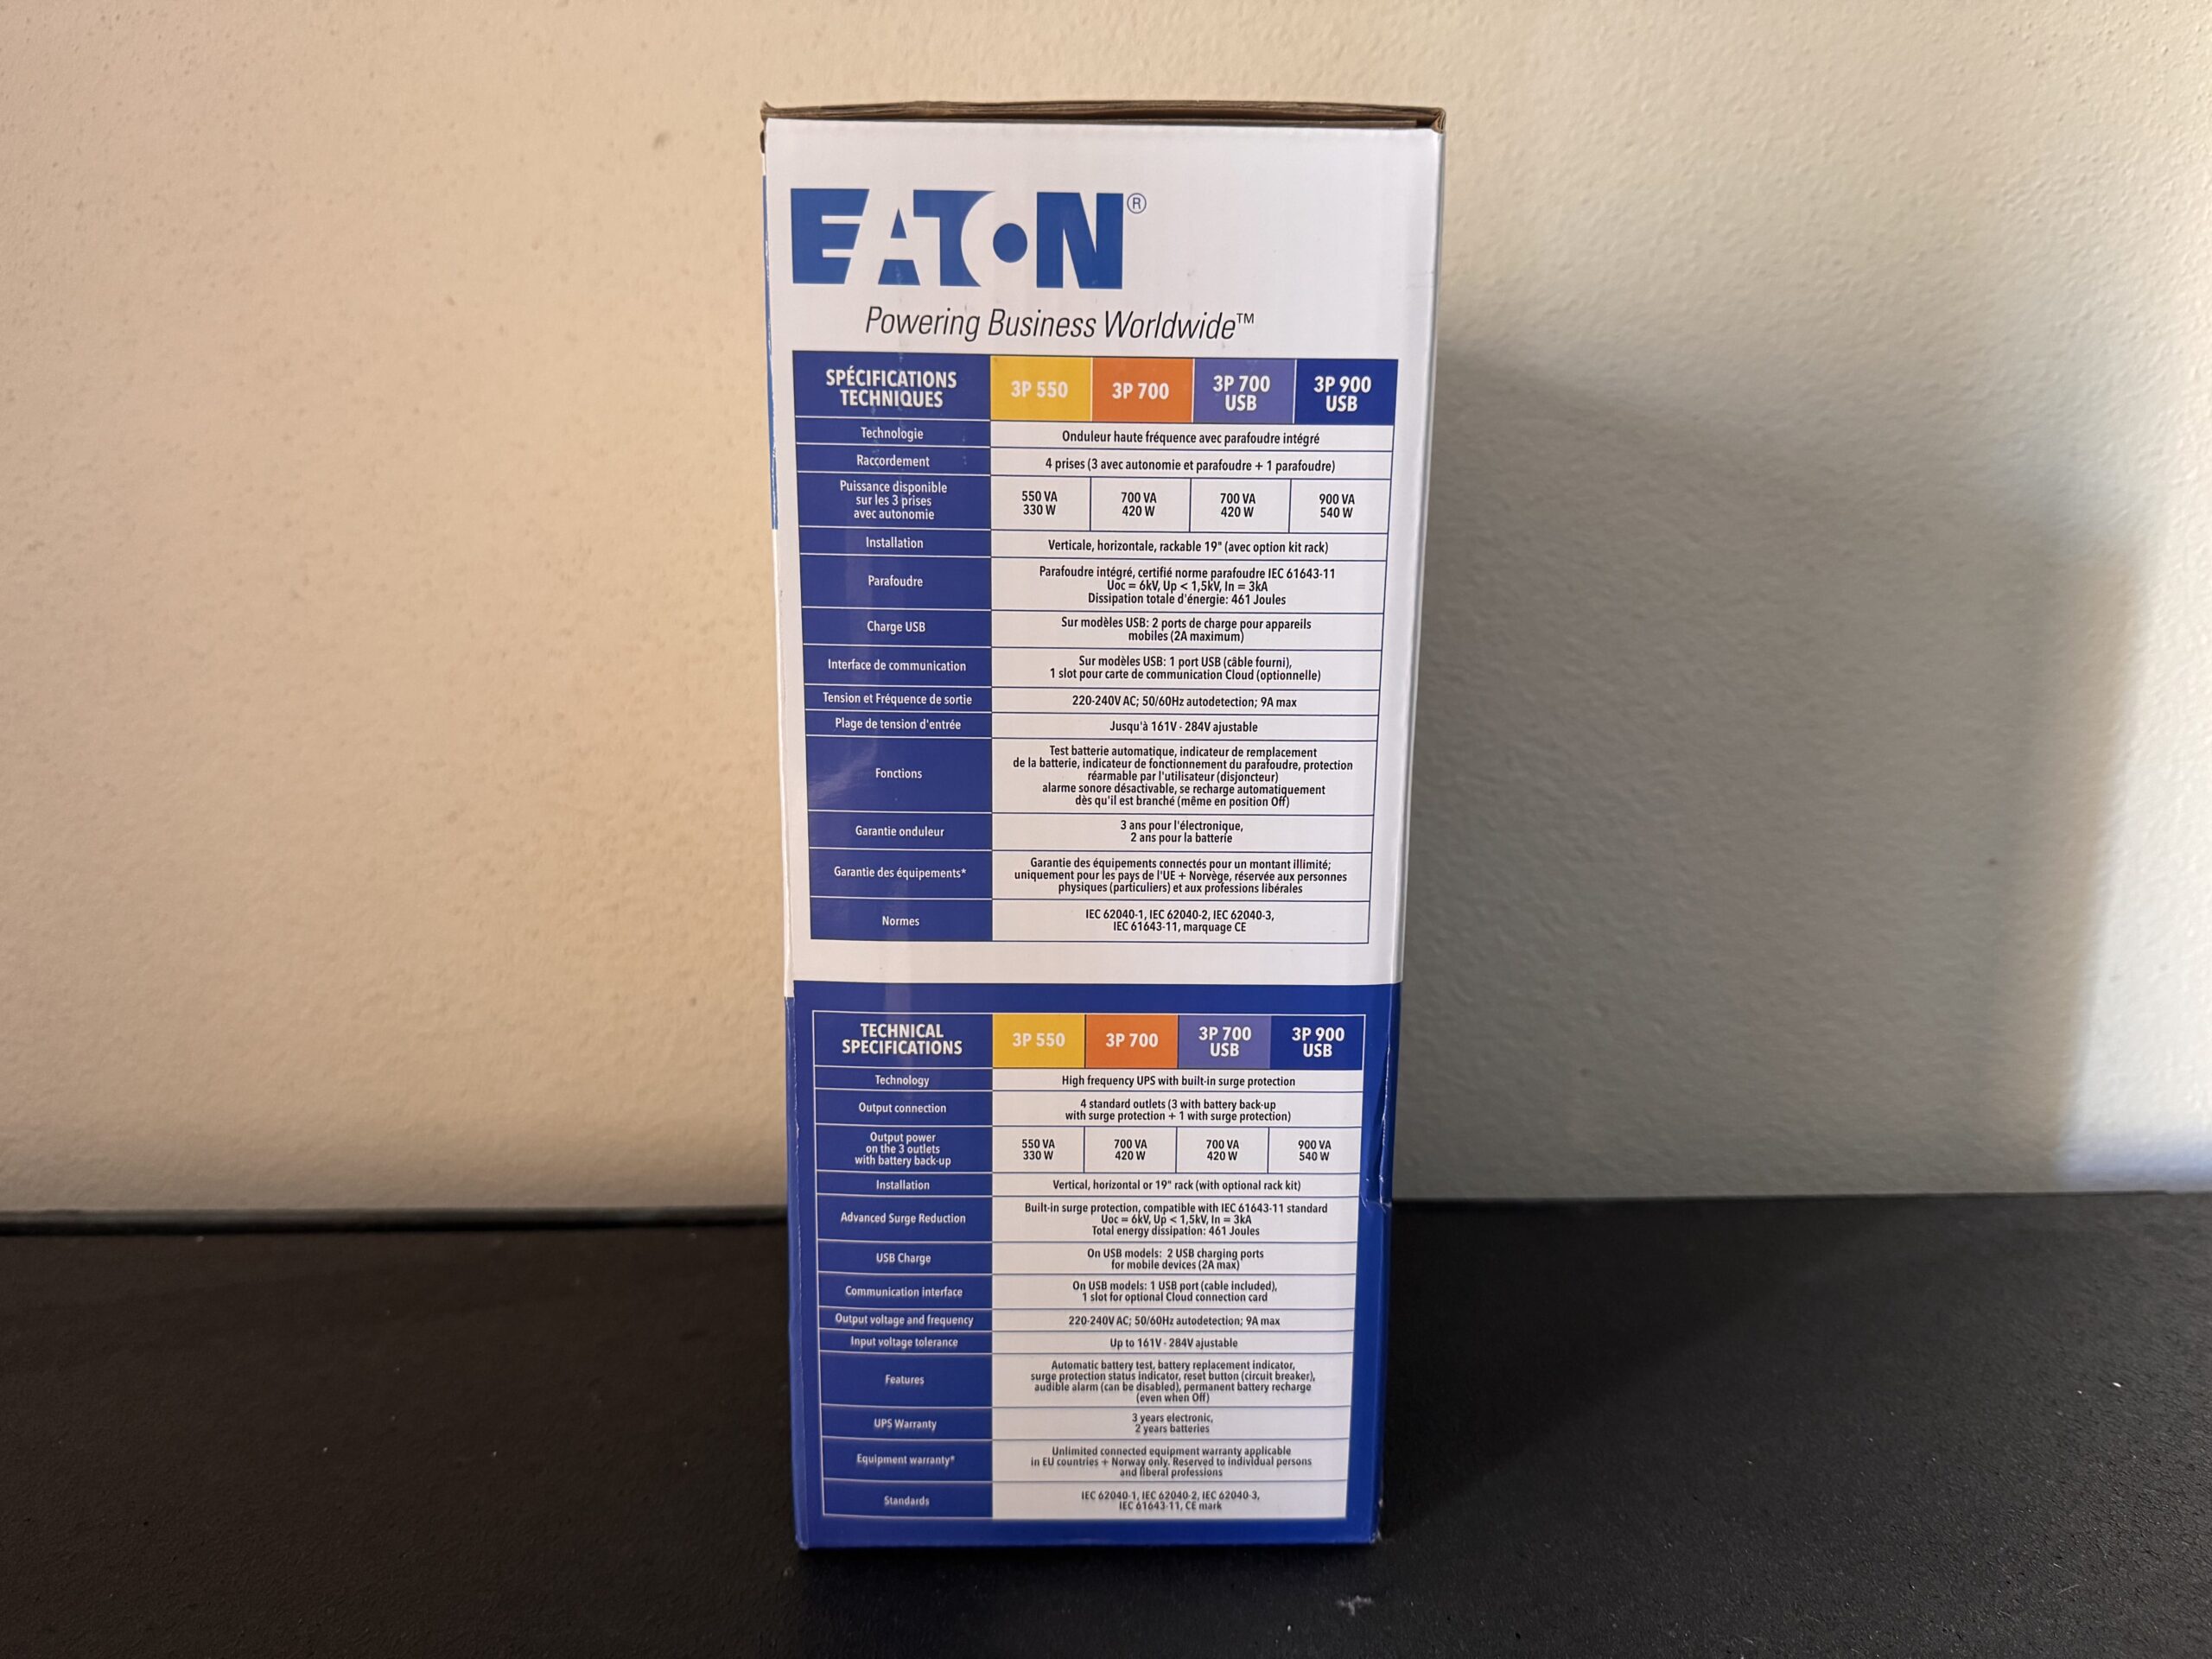 EATON®
Powering Business Worldwide™
SPÉCIFICATIONS TECHNIQUES
3P 550
3P 700
3P 700 USB
3P 900 USB
Technologie
Onduleur haute fréquence avec parafoudre intégré
Raccordement
4 prises (3 avec autonomie et parafoudre + 1 parafoudre)
Puissance disponible
sur les 3 prises
avec autonomie
550 VA
330 W
700 VA
420 W
700 VA
420 W
900 VA
540 W
Installation
Verticale, horizontale, rackable 19" (avec option kit rack)
Parafoudre
Parafoudre intégré, certifié norme parafoudre IEC 61643-11
Uoc = 6kV, Up < 1,5kV, In = 3kA
Dissipation totale d'énergie: 461 Joules
Charge USB
Sur modèles USB: 2 ports de charge pour appareils
mobiles (2A maximum)
Interface de communication
Sur modèles USB: 1 port USB (câble fourni),
1 slot pour carte de communication Cloud (optionnelle)
Tension et Fréquence de sortie
220-240V AC; 50/60Hz autodetection; 9A max
Plage de tension d'entrée
Jusqu'à 161V - 284V ajustable
Fonctions
Test batterie automatique, indicateur de remplacement
de la batterie, indicateur de fonctionnement du parafoudre, protection
réarmable par l'utilisateur (disjoncteur)
alarme sonore désactivable, se recharge automatiquement
dès qu'il est branché (même en position Off)
Garantie onduleur
3 ans pour l'électronique,
2 ans pour la batterie
Garantie des équipements*
Garantie des équipements connectés pour un montant illimité;
uniquement pour les pays de l'UE + Norvège, réservée aux personnes
physiques (particuliers) et aux professions libérales
Normes
IEC 62040-1, IEC 62040-2, IEC 62040-3,
IEC 61643-11, marquage CE
TECHNICAL SPECIFICATIONS
3P 550
3P 700
3P 700 USB
3P 900 USB
Technology
High frequency UPS with built-in surge protection
Output connection
4 standard outlets (3 with battery back-up
with surge protection + 1 with surge protection)
Output power
on the 3 outlets
with battery back-up
550 VA
330 W
700 VA
420 W
700 VA
420 W
900 VA
540 W
Installation
Vertical, horizontal or 19" rack (with optional rack kit)
Advanced Surge Reduction
Built-in surge protection, compatible with IEC 61643-11 standard
Uoc = 6kV, Up < 1,5kV, In = 3kA
Total energy dissipation: 461 Joules
USB Charge
On USB models: 2 USB charging ports
for mobile devices (2A max)
Communication interface
On USB models: 1 USB port (cable included),
1 slot for optional Cloud connection card
Output voltage and frequency
220-240V AC; 50/60Hz autodetection; 9A max
Input voltage tolerance
Up to 161V - 284V ajustable
Features
Automatic battery test, battery replacement indicator,
surge protection status indicator, reset button (circuit breaker),
audible alarm (can be disabled), permanent battery recharge
(even when Off)
UPS Warranty
3 years electronic,
2 years batteries
Equipment warranty*
Unlimited connected equipment warranty applicable
in EU countries + Norway only. Reserved to individual persons
and liberal professions
Standards
IEC 62040-1, IEC 62040-2, IEC 62040-3,
IEC 61643-11, CE mark